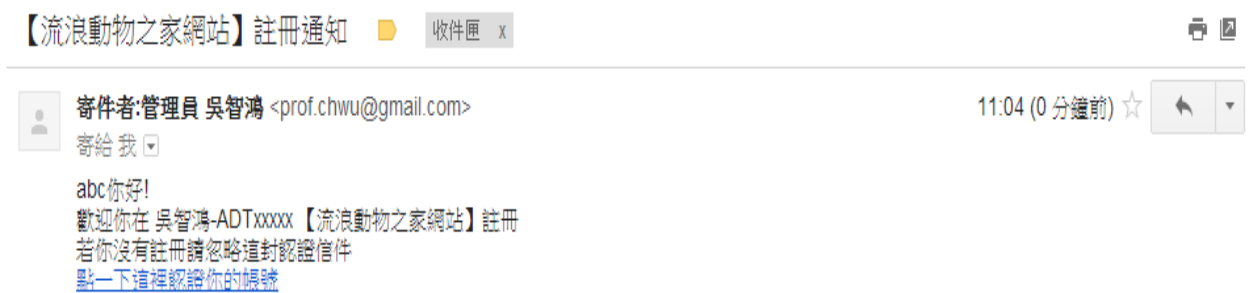 【流浪動物之家網站】註冊通知
收件匣 x
寄件者:管理員 吳智鴻 <prof.chwu@gmail.com>
11:04 (0 分鐘前)
寄給 我
abc你好!
歡迎你在 吳智鴻-ADTxxxxx【流浪動物之家網站】註冊
若你沒有註冊請忽略這封認證信件
點一下這裡認證你的帳號